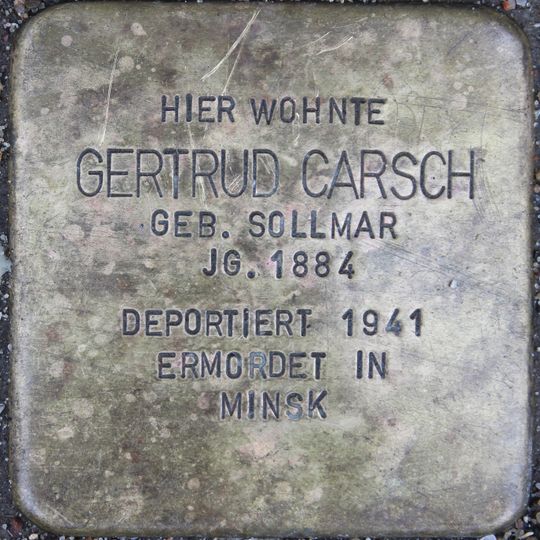 HIER WOHNTE
GERTRUD CARSCH
GEB. SOLLMAR
JG. 1884
DEPORTIERT 1941
ERMORDET IN
MINSK